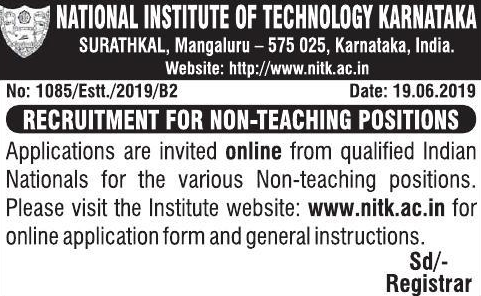 NATIONAL INSTITUTE OF TECHNOLOGY KARNATAKA
SURATHKAL, Mangaluru – 575 025, Karnataka, India.
Website: http://www.nitk.ac.in
No: 1085/Estt./2019/B2 Date: 19.06.2019
RECRUITMENT FOR NON-TEACHING POSITIONS
Applications are invited online from qualified Indian
Nationals for the various Non-teaching positions.
Please visit the Institute website: www.nitk.ac.in for
online application form and general instructions.
Sd/-
Registrar